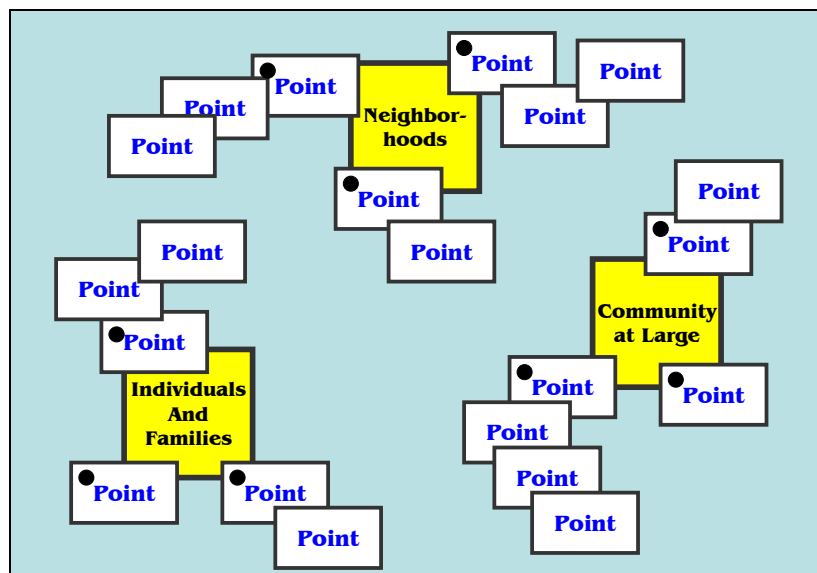 Point
Point
Point
Point
Point
Point
Neighbor-
hoods
Point
Point
Point
Point
Point
Point
Point
Point
Community
at Large
Point
Individuals
And
Families
Point
Point
Point
Point
Point
Point
Point
Point